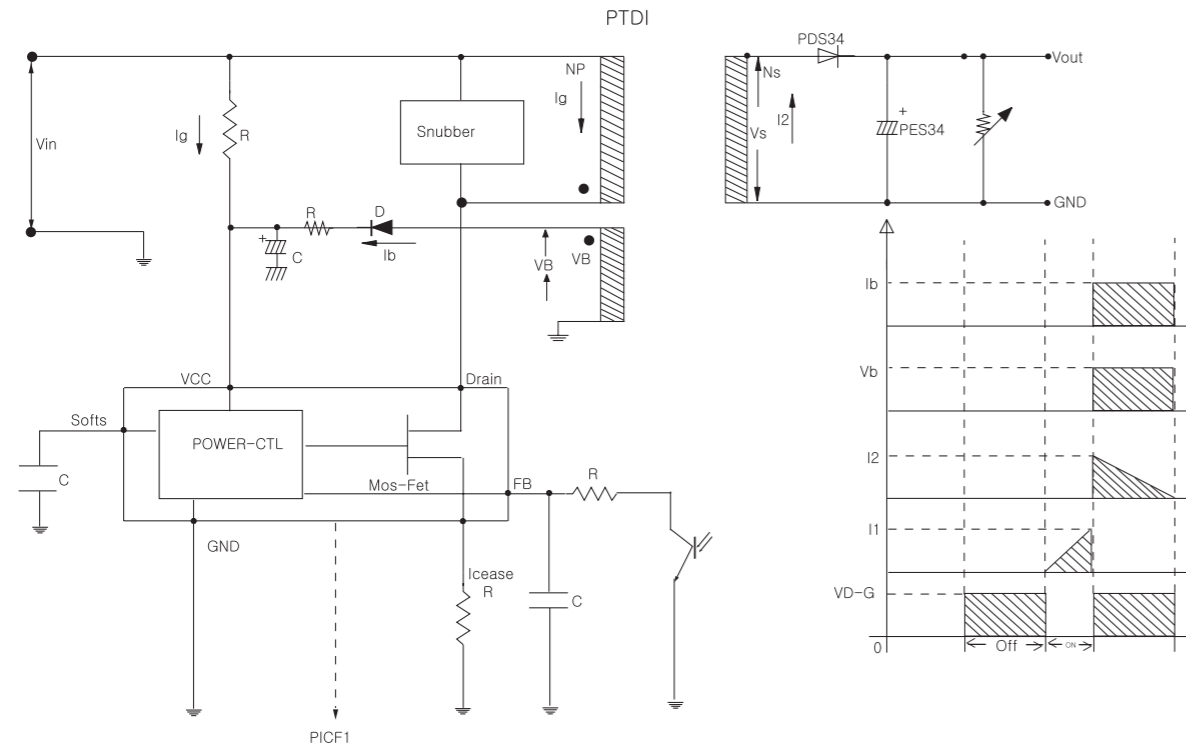 PTDI
PDS34
NP
Ns
Vout
Ig
Ig
R
Snubber
I2
+
PES34
Vin
Vs
R
D
GND
+
C
Ib
VB
VB
Ib
VCC
Drain
Vb
Softs
POWER-CTL
I2
C
Mos-Fet
FB
R
I1
GND
Icease
R
C
VD-G
0
Off
ON
PICF1